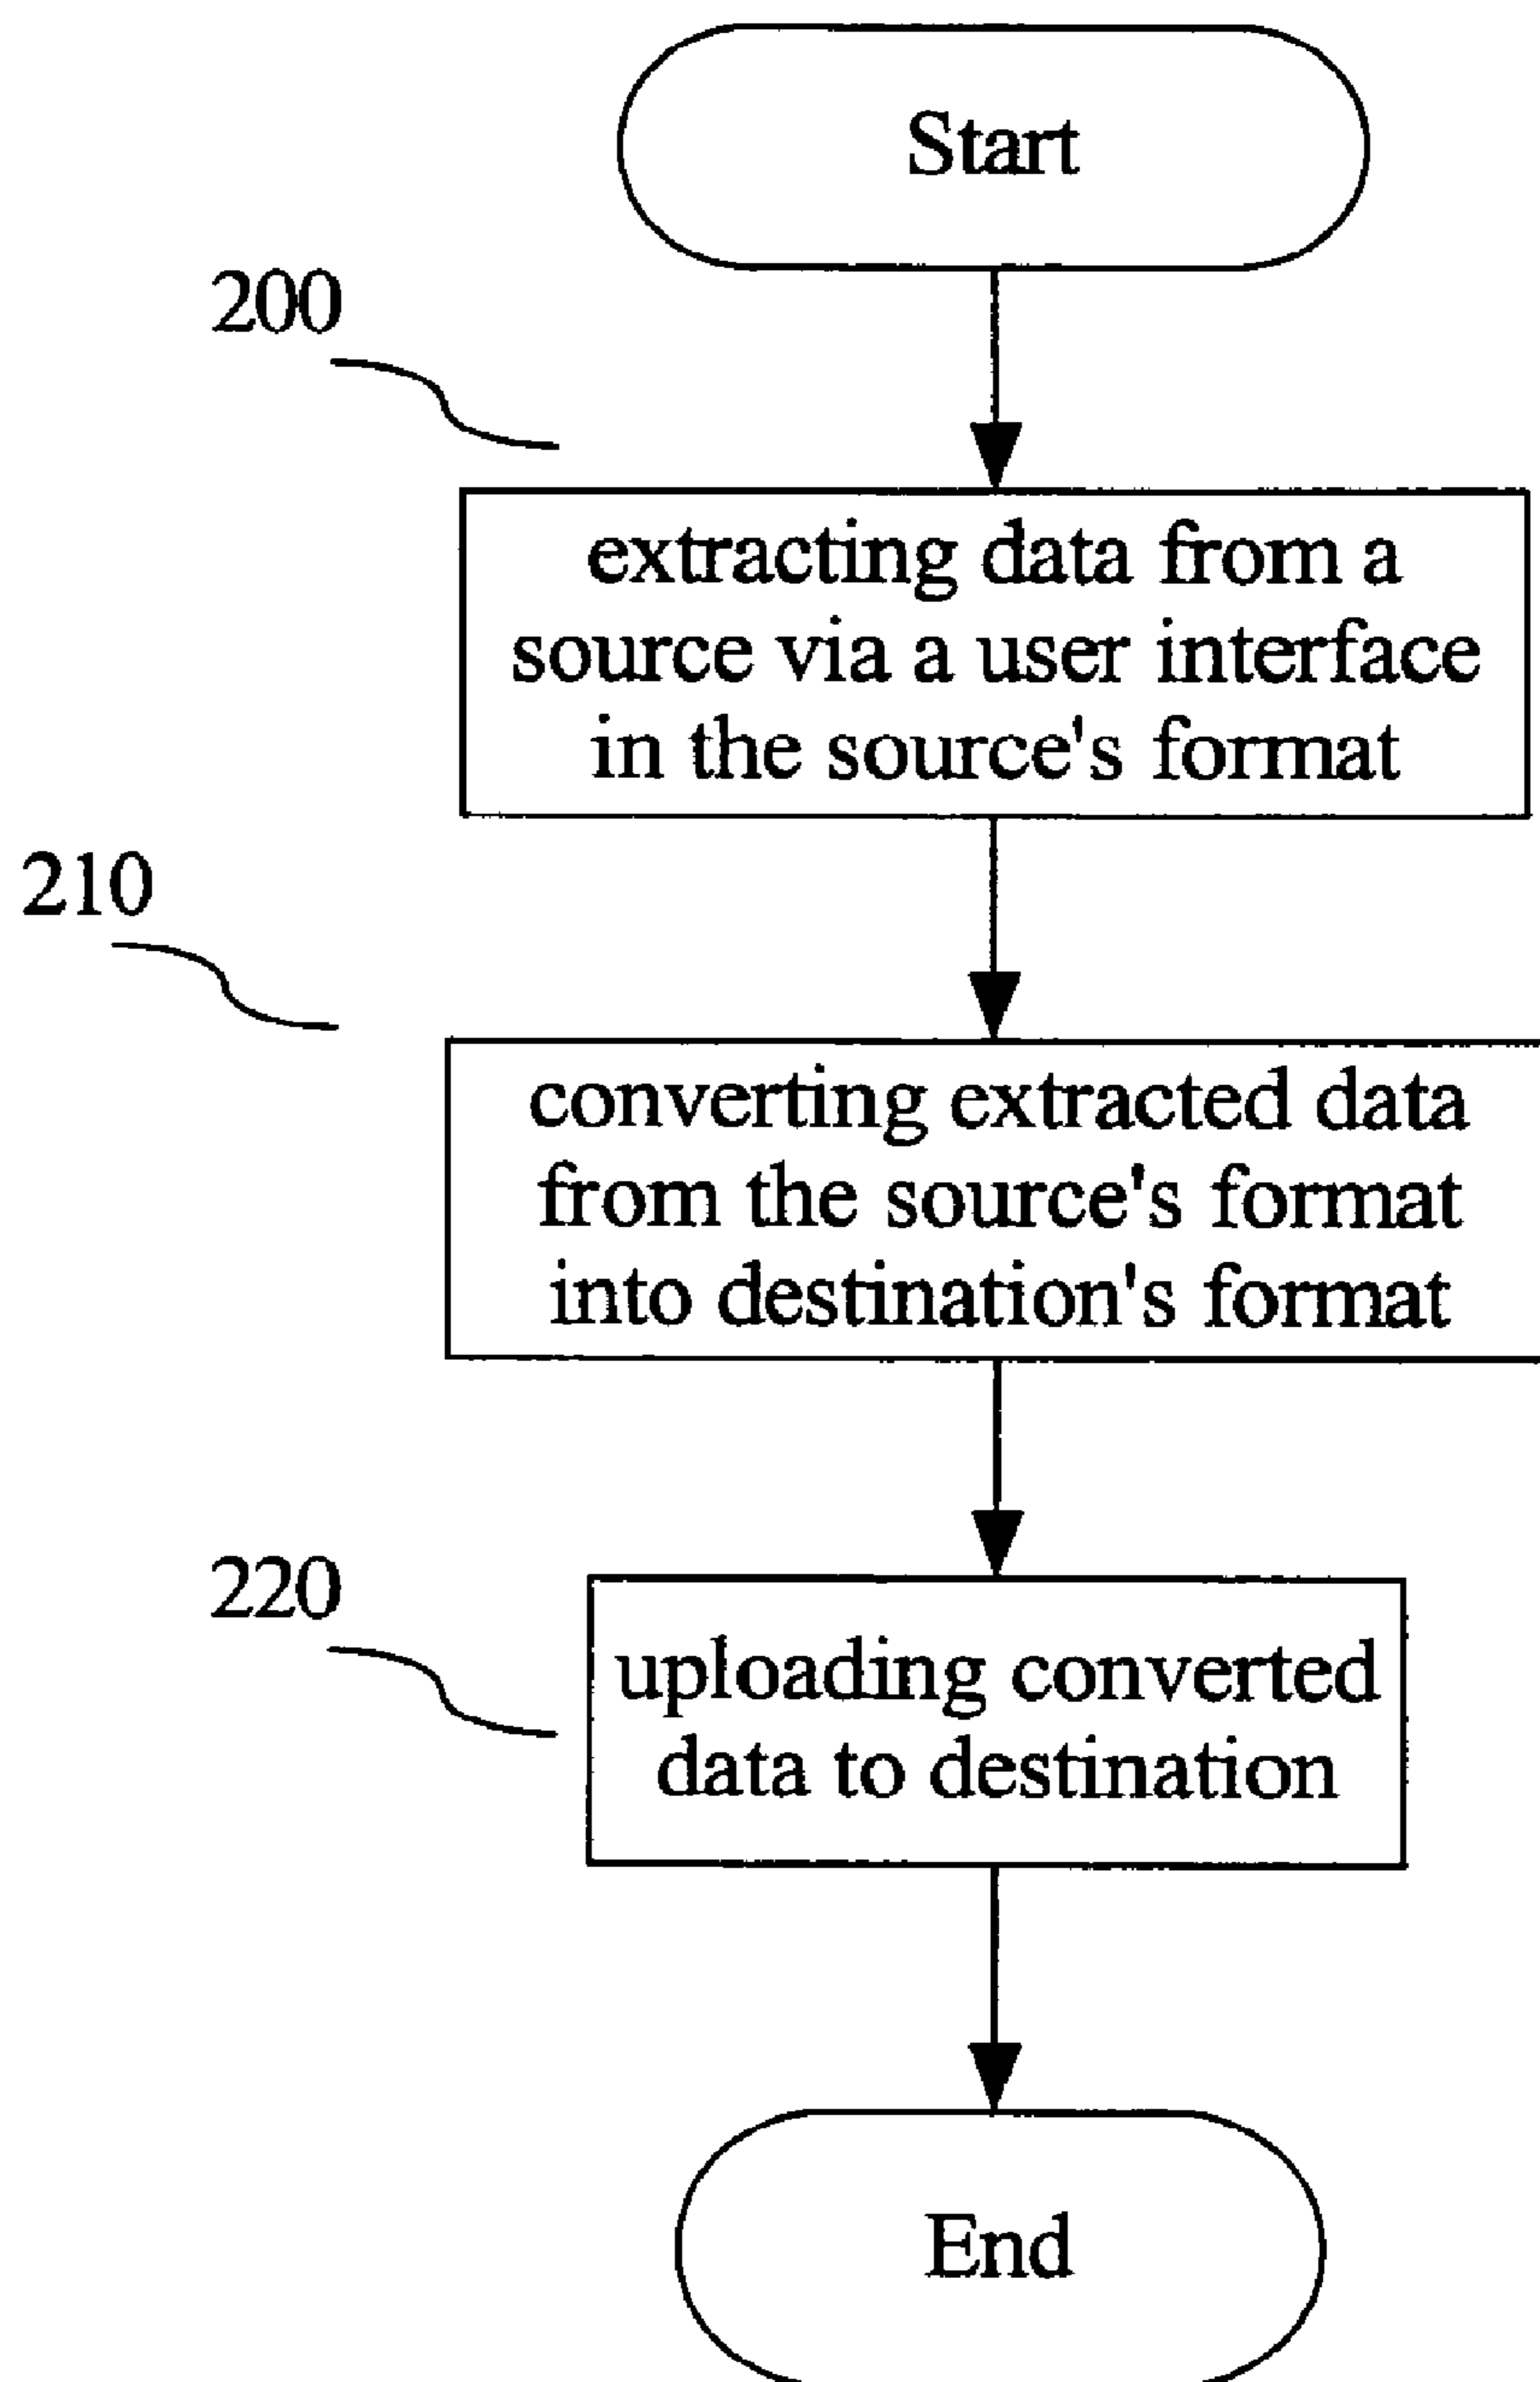 Start
200
extracting data from a
source via a user interface
in the source's format
210
converting extracted data
from the source's format
into destination's format
220
uploading converted
data to destination
End